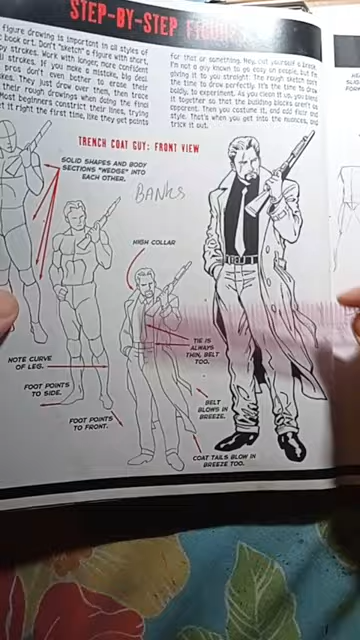 STEP-BY-STEP
figure drawing is important in all styles of
book art. Don't "sketch" a figure with short,
strokes. Work with longer, more confident
strokes. If you make a mistake, big deal.
pros don't even bother to erase their
They just draw over them, then trace
their rough drawings when doing the final
Most beginners constrict their lines, trying
it right the first time, like they get points
for that or something. Hey, cut yourself a break.
I'm not a guy known to go easy on people, but I'm
giving it to you straight: The rough sketch isn't
the time to draw perfectly. It's the time to draw
boldly, to experiment. As you clean it up, you blend
it together so that the building blocks aren't
apparent. Then you costume it, and add flair and
style. That's when you get into the nuances, and
trick it out.
TRENCH COAT GUY: FRONT VIEW
SOLID SHAPES AND BODY
SECTIONS "WEDGE" INTO
EACH OTHER.
BANKS
HIGH COLLAR
TIE IS
ALWAYS
THIN, BELT
TOO.
NOTE CURVE
OF LEG.
FOOT POINTS
TO SIDE.
FOOT POINTS
TO FRONT.
BELT
BLOWS IN
BREEZE.
COAT TAILS BLOW IN
BREEZE TOO.